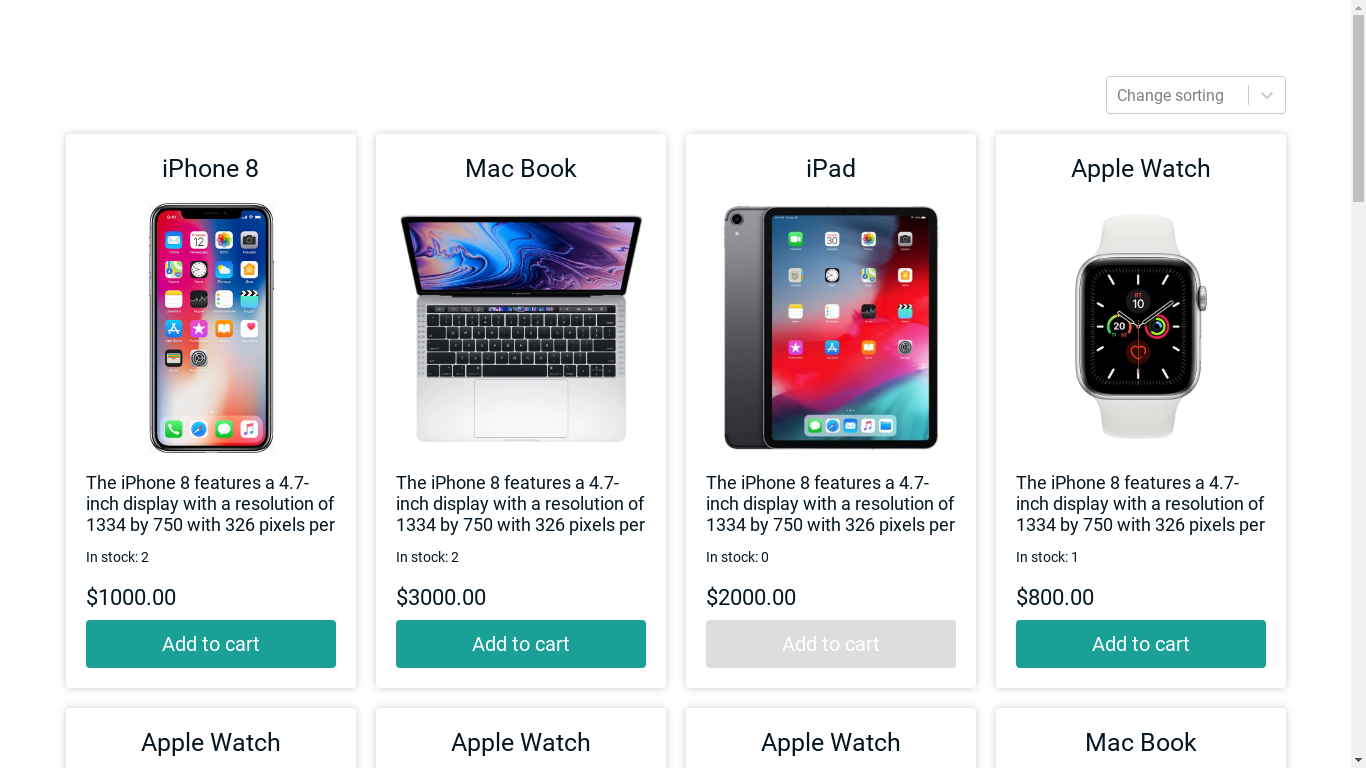 Change sorting
iPhone 8
Mac Book
iPad
Apple Watch
The iPhone 8 features a 4.7-
inch display with a resolution of
1334 by 750 with 326 pixels per
The iPhone 8 features a 4.7-
inch display with a resolution of
1334 by 750 with 326 pixels per
The iPhone 8 features a 4.7-
inch display with a resolution of
1334 by 750 with 326 pixels per
The iPhone 8 features a 4.7-
inch display with a resolution of
1334 by 750 with 326 pixels per
In stock: 2
In stock: 2
In stock: 0
In stock: 1
$1000.00
$3000.00
$2000.00
$800.00
Add to cart
Add to cart
Add to cart
Add to cart
Apple Watch
Apple Watch
Apple Watch
Mac Book